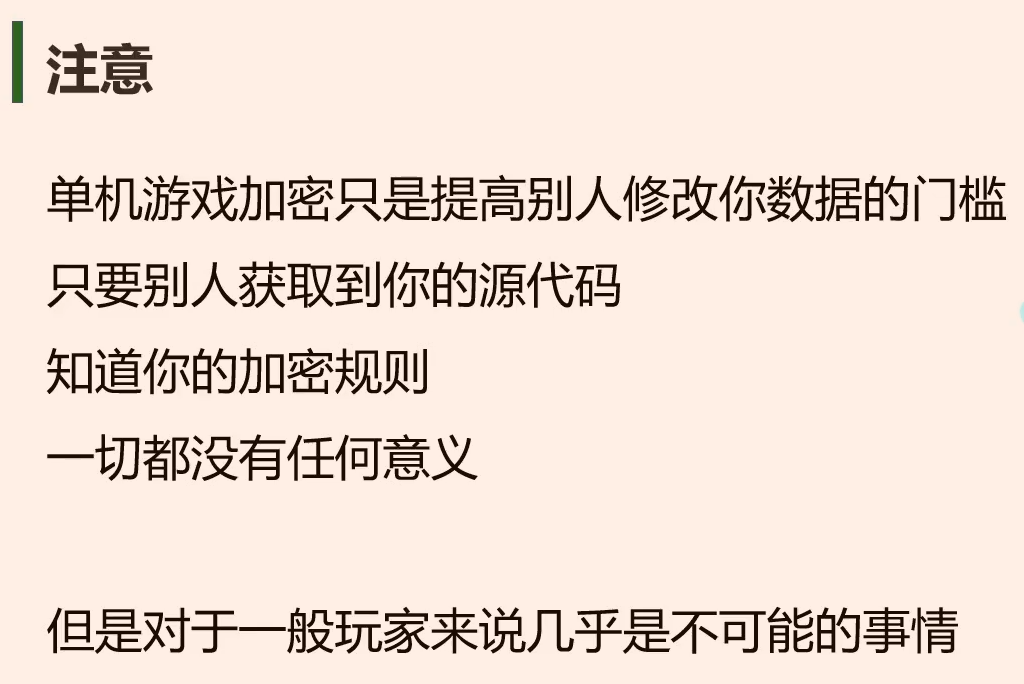 注意
单机游戏加密只是提高别人修改你数据的门槛
只要别人获取到你的源代码
知道你的加密规则
一切都没有任何意义
但是对于一般玩家来说几乎是不可能的事情